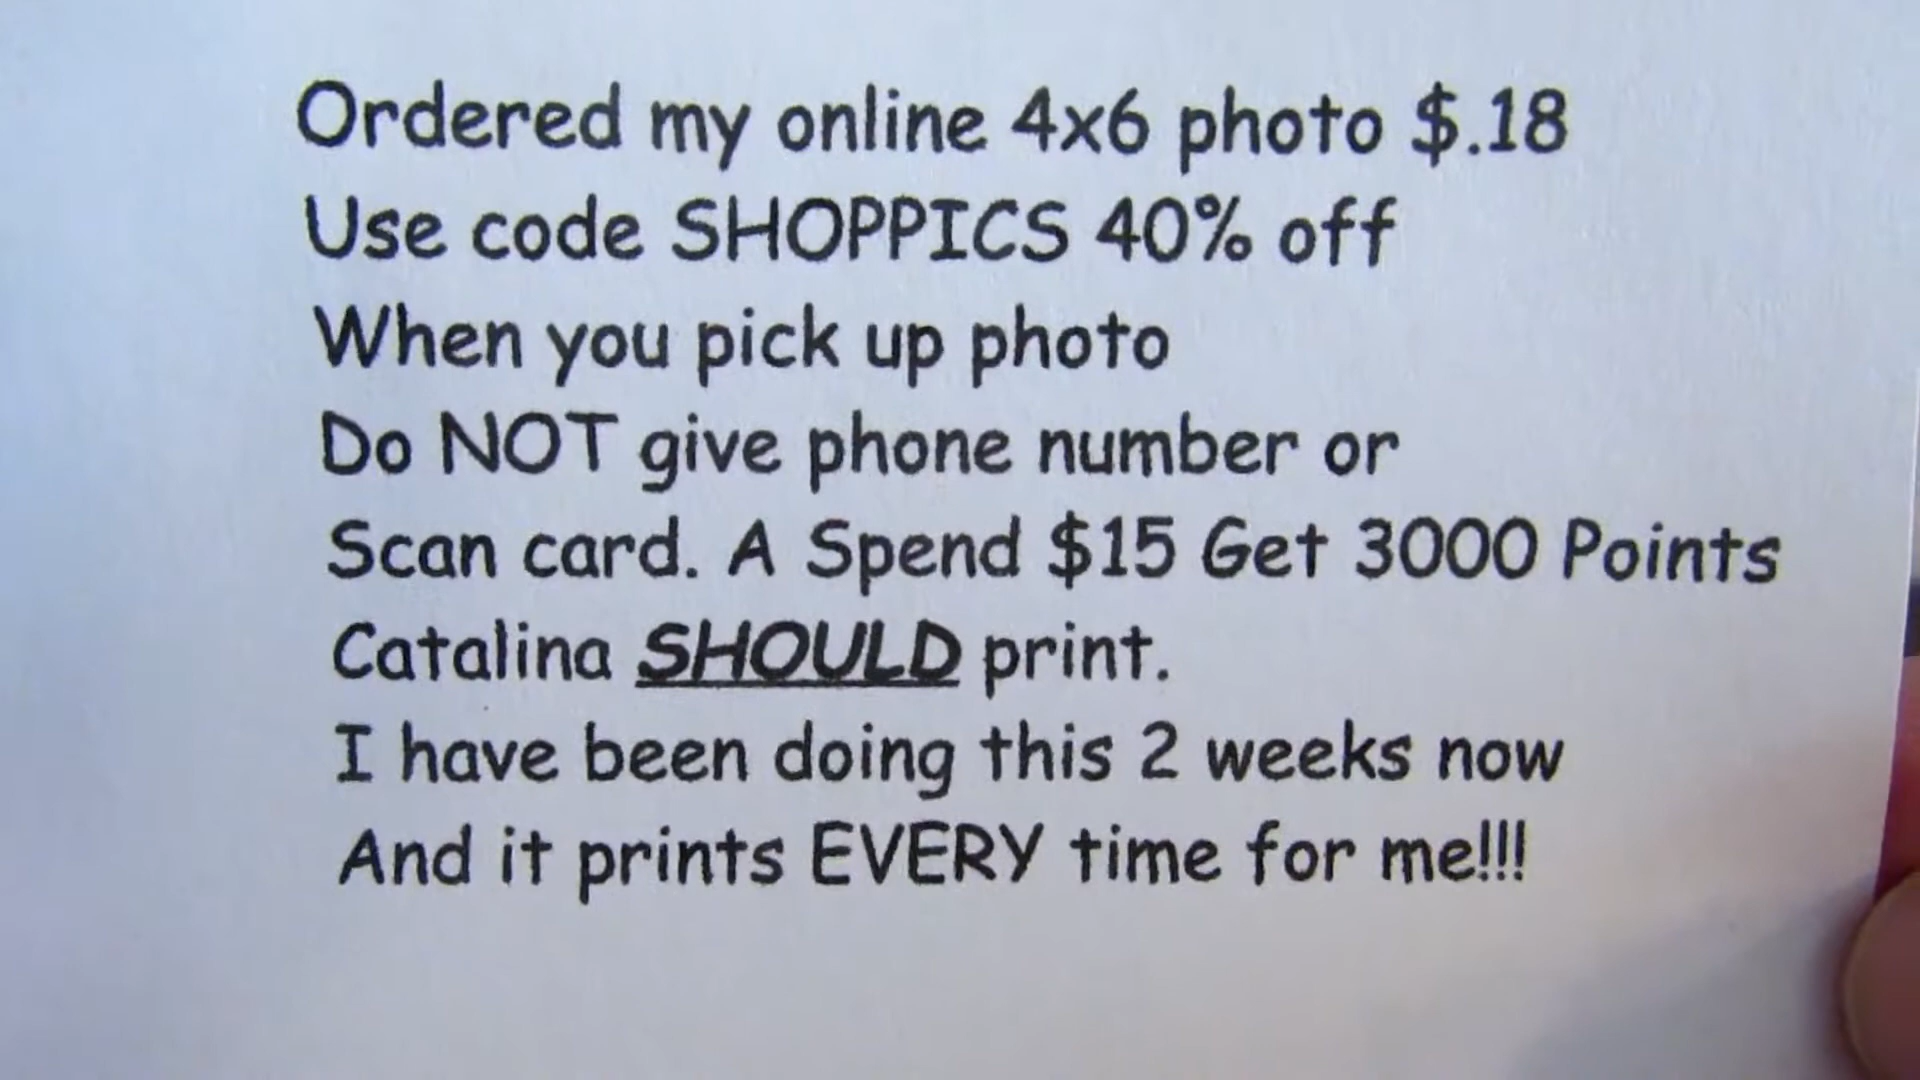 Ordered my online 4x6 photo $.18
Use code SHOPPICS 40% off
When you pick up photo
Do NOT give phone number or
Scan card. A Spend $15 Get 3000 Points
Catalina SHOULD print.
I have been doing this 2 weeks now
And it prints EVERY time for me!!!